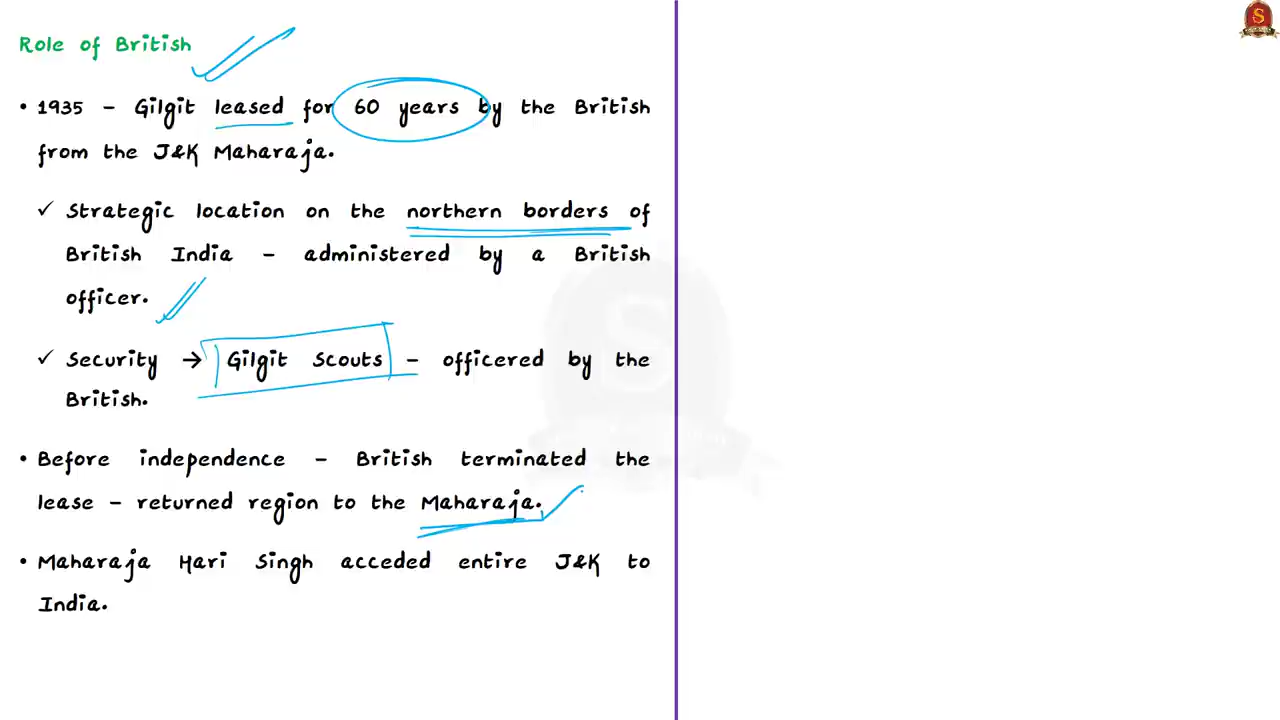 Role of British
• 1935 – Gilgit leased for 60 years by the British
from the J&K Maharaja.
✓ Strategic location on the northern borders of
British India – administered by a British
officer.
✓ Security → Gilgit Scouts – officered by the
British.
• Before independence – British terminated the
lease – returned region to the Maharaja.
• Maharaja Hari Singh acceded entire J&K to
India.